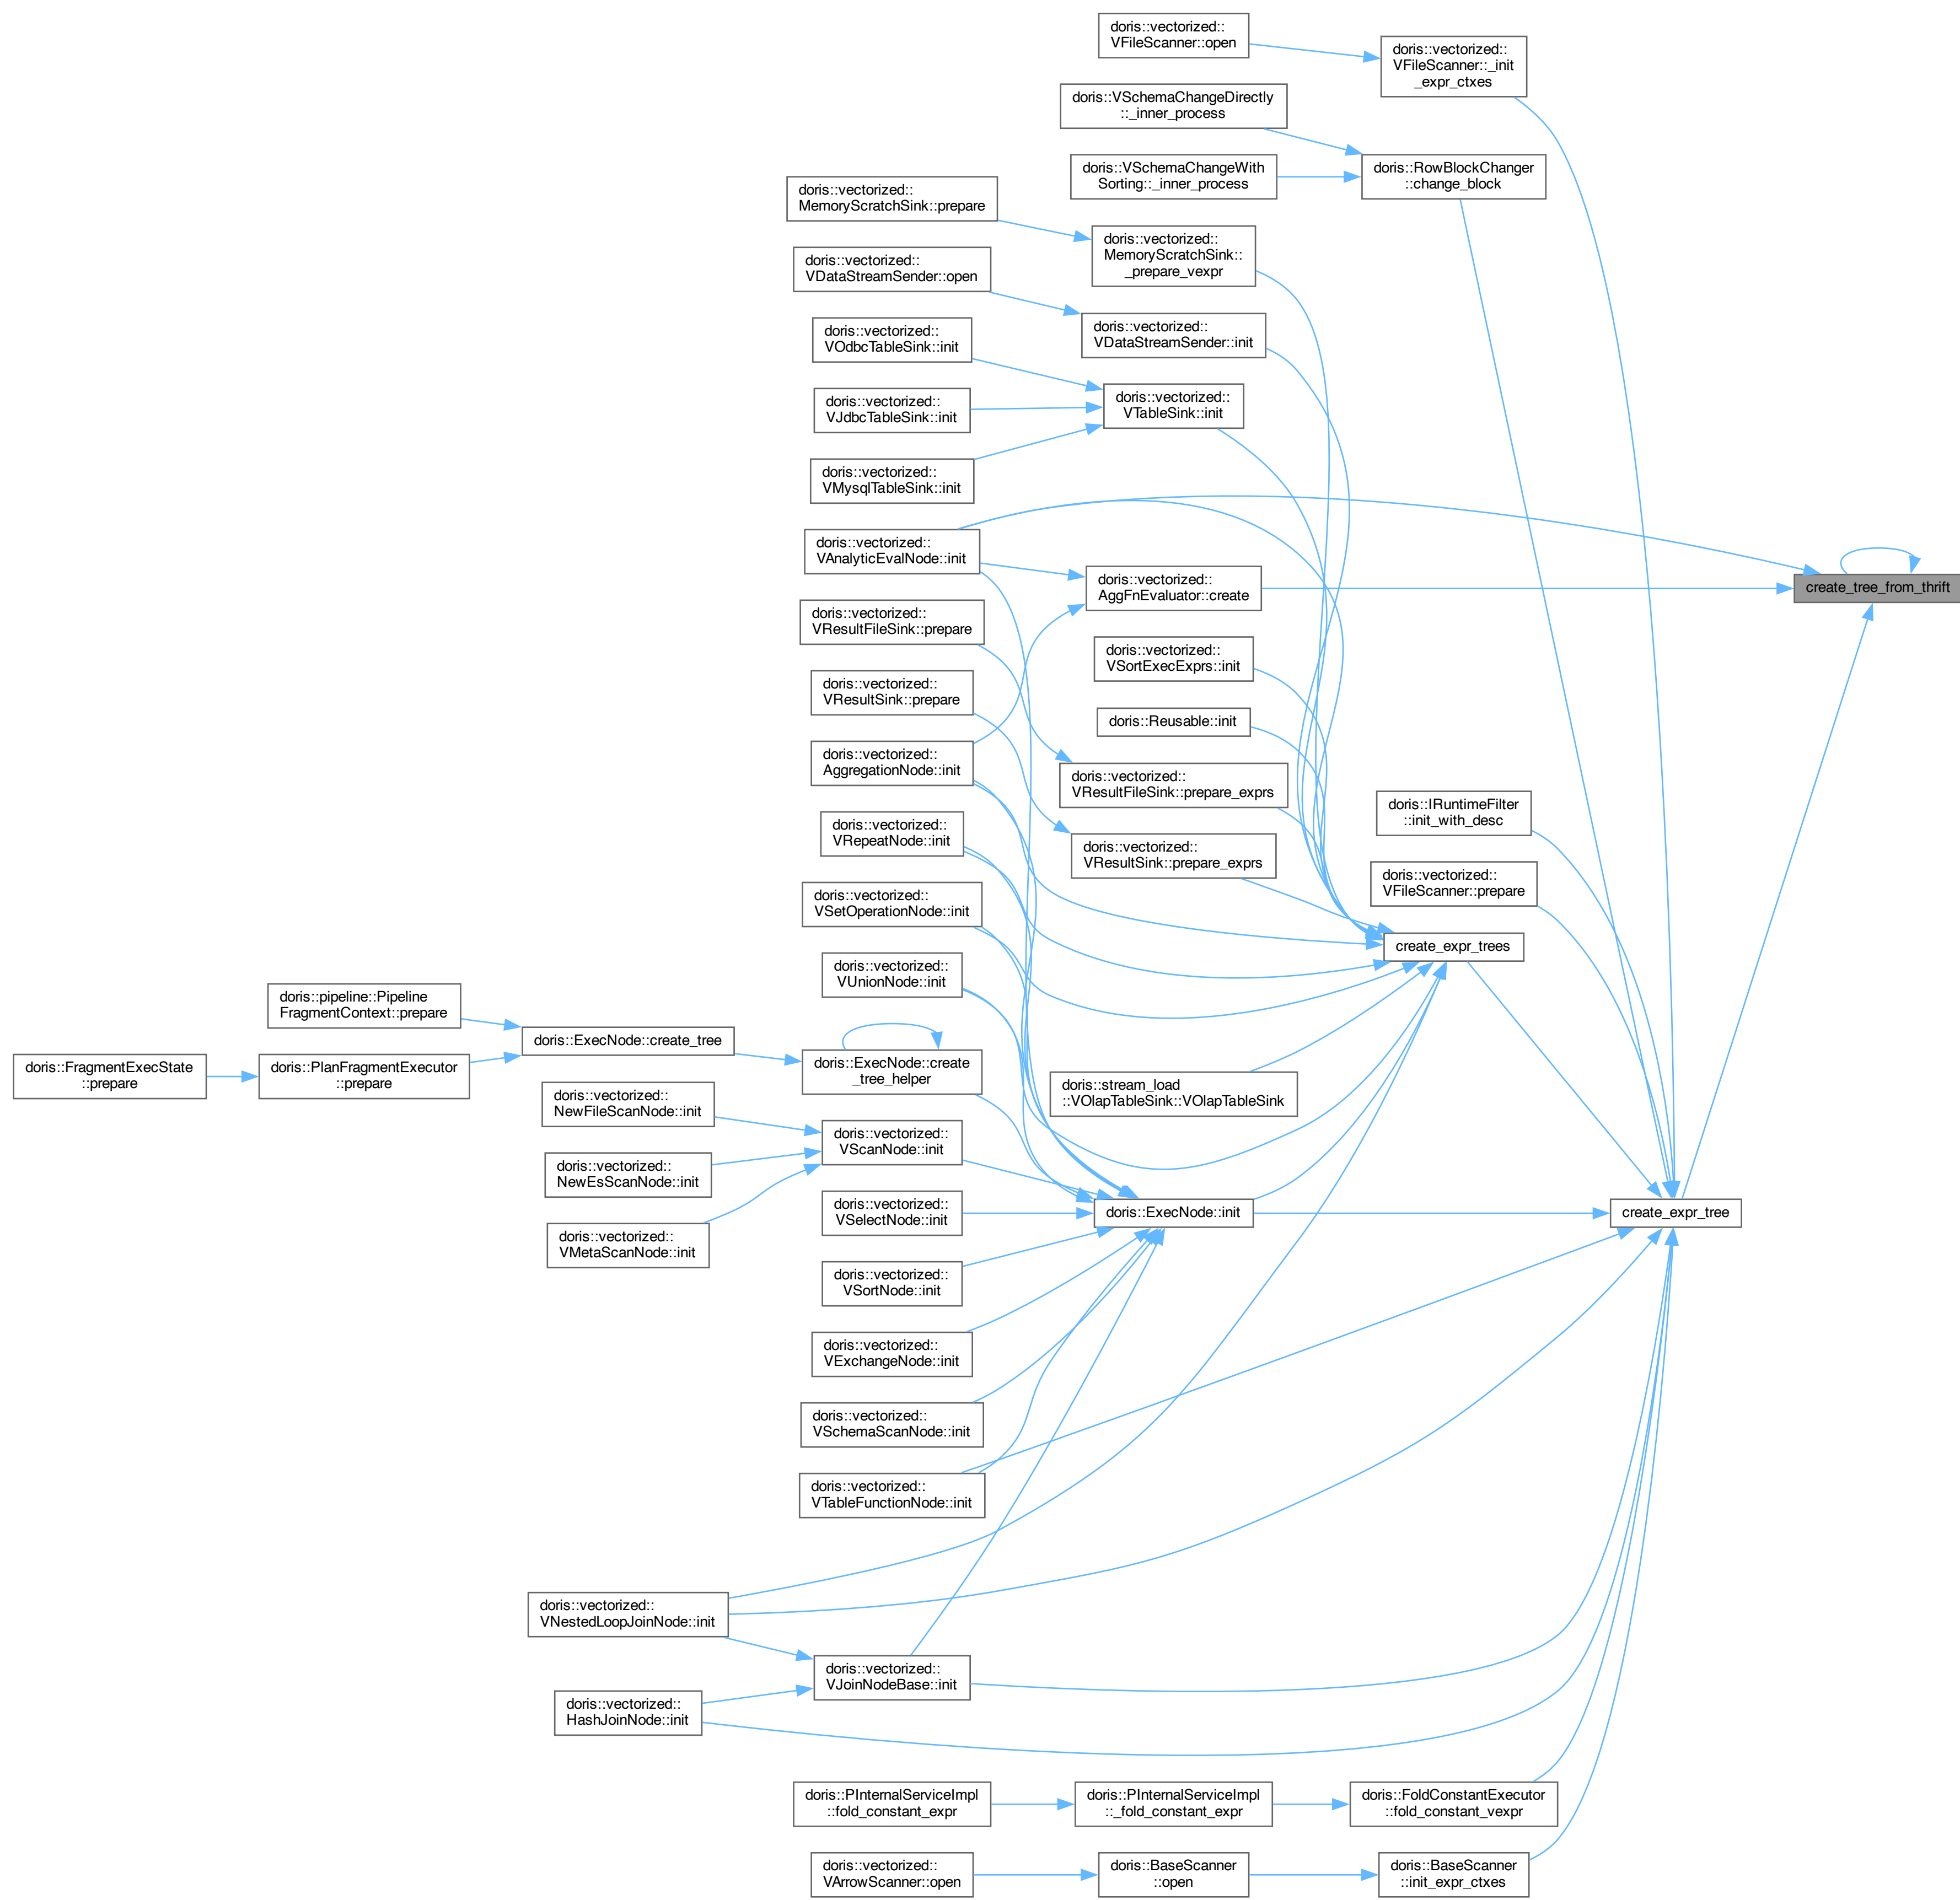 doris::vectorized::
VFileScanner::open
doris::vectorized::
VFileScanner::_init
_expr_ctxes
doris::VSchemaChangeDirectly
::_inner_process
doris::VSchemaChangeWith
Sorting::_inner_process
doris::RowBlockChanger
::change_block
doris::vectorized::
MemoryScratchSink::prepare
doris::vectorized::
MemoryScratchSink::
_prepare_vexpr
doris::vectorized::
VDataStreamSender::open
doris::vectorized::
VDataStreamSender::init
doris::vectorized::
VOdbcTableSink::init
doris::vectorized::
VJdbcTableSink::init
doris::vectorized::
VTableSink::init
doris::vectorized::
VMysqlTableSink::init
doris::vectorized::
VAnalyticEvalNode::init
doris::vectorized::
AggFnEvaluator::create
create_tree_from_thrift
doris::vectorized::
VResultFileSink::prepare
doris::vectorized::
VSortExecExprs::init
doris::vectorized::
VResultSink::prepare
doris::Reusable::init
doris::vectorized::
AggregationNode::init
doris::vectorized::
VResultFileSink::prepare_exprs
doris::IRuntimeFilter
::init_with_desc
doris::vectorized::
VRepeatNode::init
doris::vectorized::
VResultSink::prepare_exprs
doris::vectorized::
VFileScanner::prepare
doris::vectorized::
VSetOperationNode::init
create_expr_trees
doris::vectorized::
VUnionNode::init
doris::pipeline::Pipeline
FragmentContext::prepare
doris::ExecNode::create_tree
doris::ExecNode::create
_tree_helper
doris::FragmentExecState
::prepare
doris::PlanFragmentExecutor
::prepare
doris::stream_load
::VOlapTableSink::VOlapTableSink
doris::vectorized::
NewFileScanNode::init
doris::vectorized::
VScanNode::init
doris::vectorized::
NewEsScanNode::init
doris::vectorized::
VSelectNode::init
doris::ExecNode::init
create_expr_tree
doris::vectorized::
VMetaScanNode::init
doris::vectorized::
VSortNode::init
doris::vectorized::
VExchangeNode::init
doris::vectorized::
VSchemaScanNode::init
doris::vectorized::
VTableFunctionNode::init
doris::vectorized::
VNestedLoopJoinNode::init
doris::vectorized::
VJoinNodeBase::init
doris::vectorized::
HashJoinNode::init
doris::PInternalServiceImpl
::fold_constant_expr
doris::PInternalServiceImpl
::_fold_constant_expr
doris::FoldConstantExecutor
::fold_constant_vexpr
doris::vectorized::
VArrowScanner::open
doris::BaseScanner
::open
doris::BaseScanner
::init_expr_ctxes